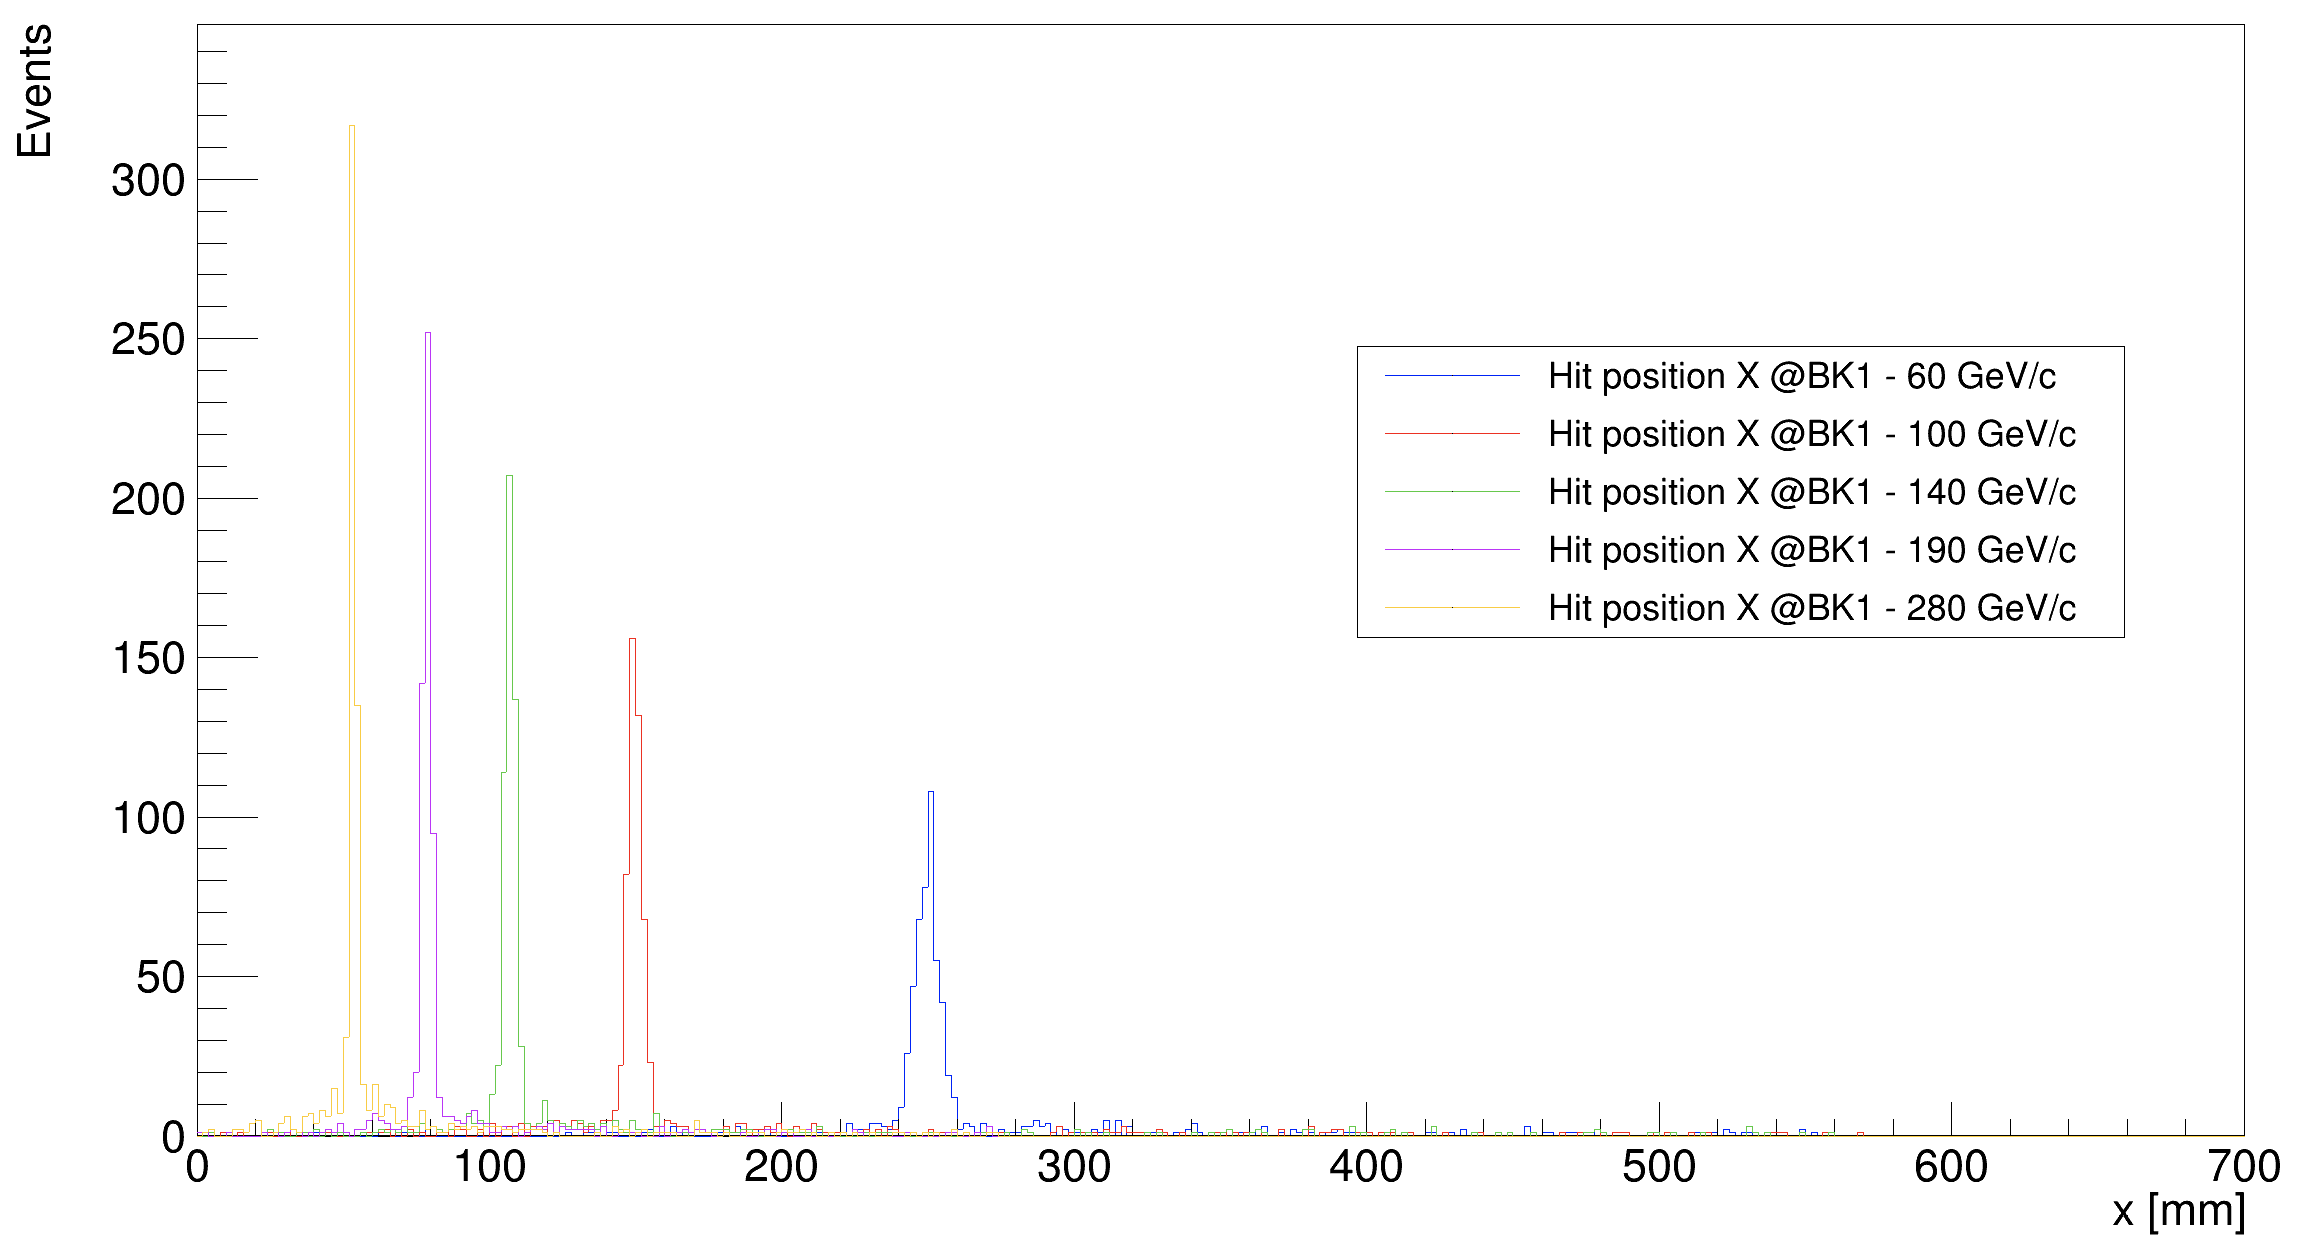 Events
300
250
200
150
100
50
0
Hit position X @BK1 - 60 GeV/c
Hit position X @BK1 - 100 GeV/c
Hit position X @BK1 - 140 GeV/c
Hit position X @BK1 - 190 GeV/c
Hit position X @BK1 - 280 GeV/c
0 100 200 300 400 500 600 700
x [mm]